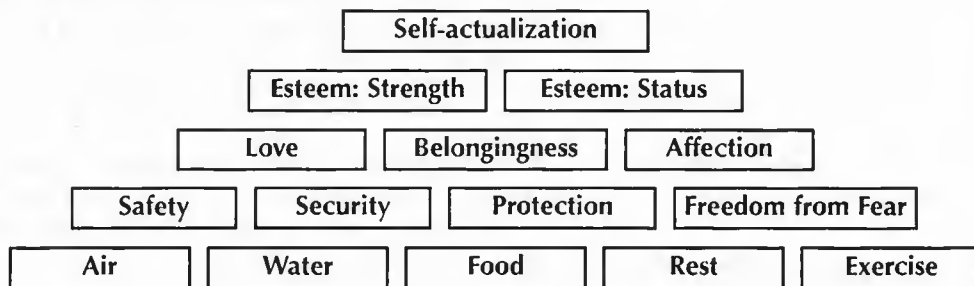 Self-actualization
Esteem: Strength Esteem: Status
Love Belongingness Affection
Safety Security Protection Freedom from Fear
Air Water Food Rest Exercise